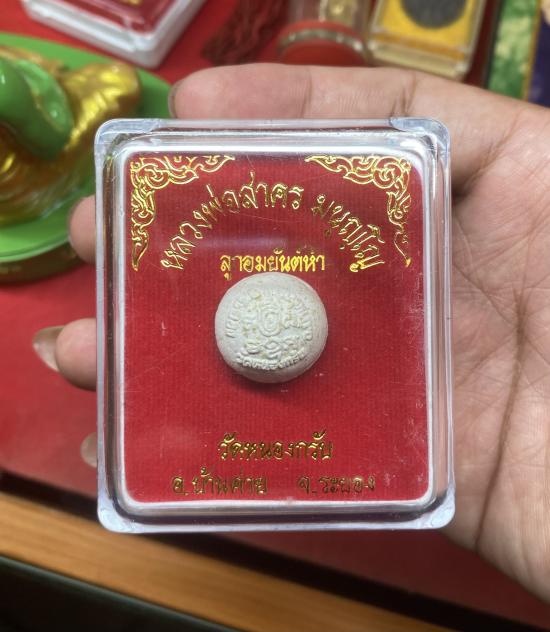 หลวงพ่อสาคร มนุญโญ
ลูกอมยันต์ห้า
วัดหนองกรับ
อ.บ้านค่าย จ.ระยอง